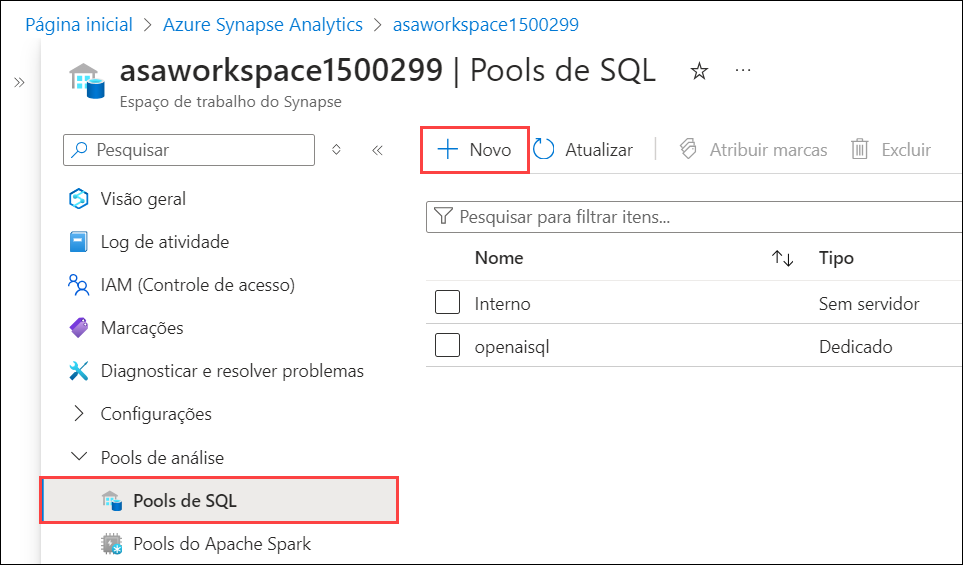 Página inicial > Azure Synapse Analytics > asaworkspace1500299
asaworkspace1500299 | Pools de SQL
Espaço de trabalho do Synapse
Pesquisar
Novo Atualizar Atribuir marcas Excluir
Visão geral
Log de atividade
IAM (Controle de acesso)
Marcações
Diagnosticar e resolver problemas
Configurações
Pools de análise
Pools de SQL
Pools do Apache Spark
Pesquisar para filtrar itens...
Nome Tipo
Interno Sem servidor
openaisql Dedicado